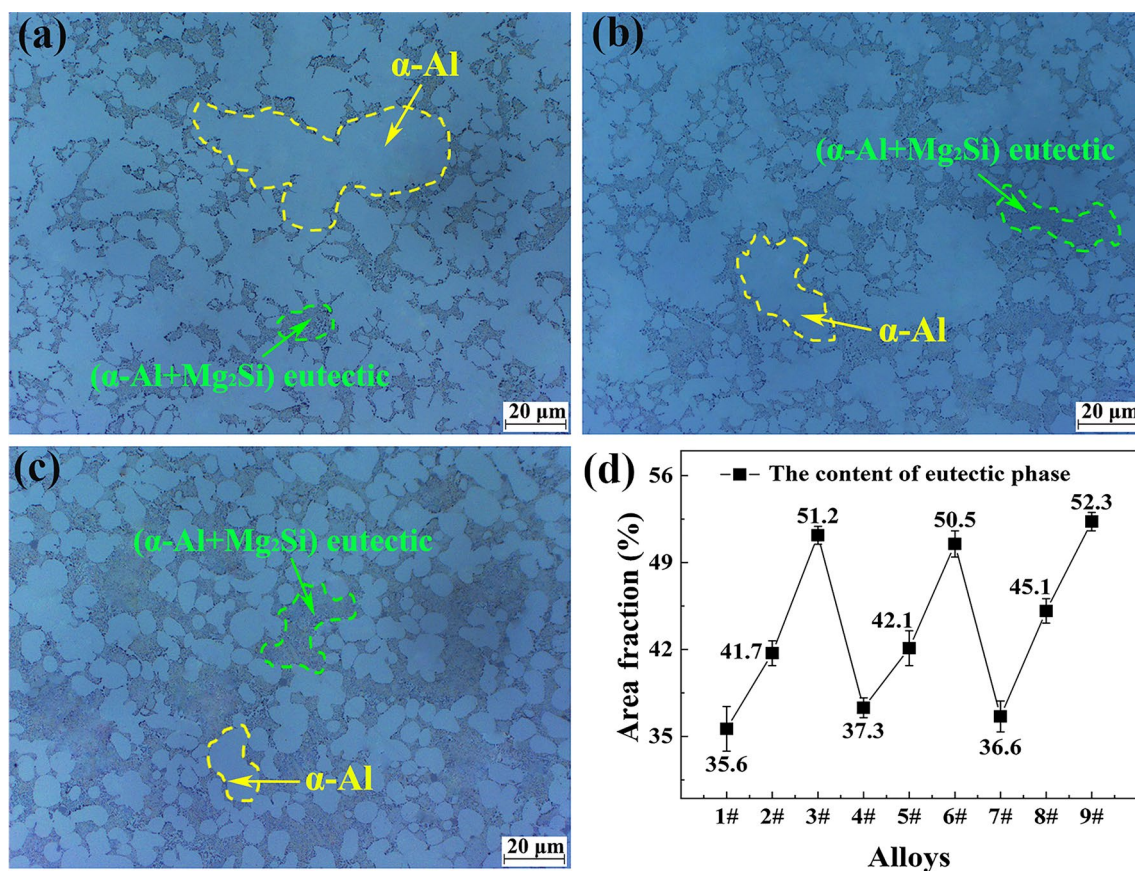 (a)
α-Al
(α-Al+Mg₂Si) eutectic
20 μm
(b)
(α-Al+Mg₂Si) eutectic
α-Al
20 μm
(c)
(α-Al+Mg₂Si) eutectic
α-Al
20 μm
(d)
The content of eutectic phase
Area fraction (%)
56
49
42
35
35.6
41.7
51.2
37.3
42.1
50.5
36.6
45.1
52.3
1# 2# 3# 4# 5# 6# 7# 8# 9#
Alloys